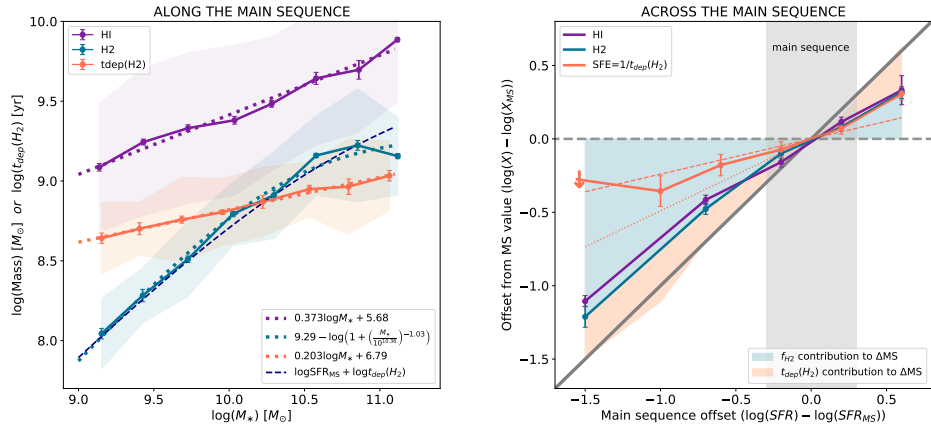 ALONG THE MAIN SEQUENCE
HI
H2
tdep(H2)
log(Mass) [M⊙] or log(t_dep(H₂)) [yr]
10.0
9.5
9.0
8.5
8.0
0.373logM* + 5.68
9.29 − log(1 + (M*/10^10.36)^−1.03)
0.203logM* + 6.79
logSFR_MS + logt_dep(H₂)
9.0 9.5 10.0 10.5 11.0
log(M*) [M⊙]
ACROSS THE MAIN SEQUENCE
HI
H2
SFE=1/t_dep(H₂)
main sequence
Offset from MS value (log(X) − log(X_MS))
0.5
0.0
−0.5
−1.0
−1.5
f_H2 contribution to ΔMS
t_dep(H₂) contribution to ΔMS
−1.5 −1.0 −0.5 0.0 0.5
Main sequence offset (log(SFR) − log(SFR_MS))